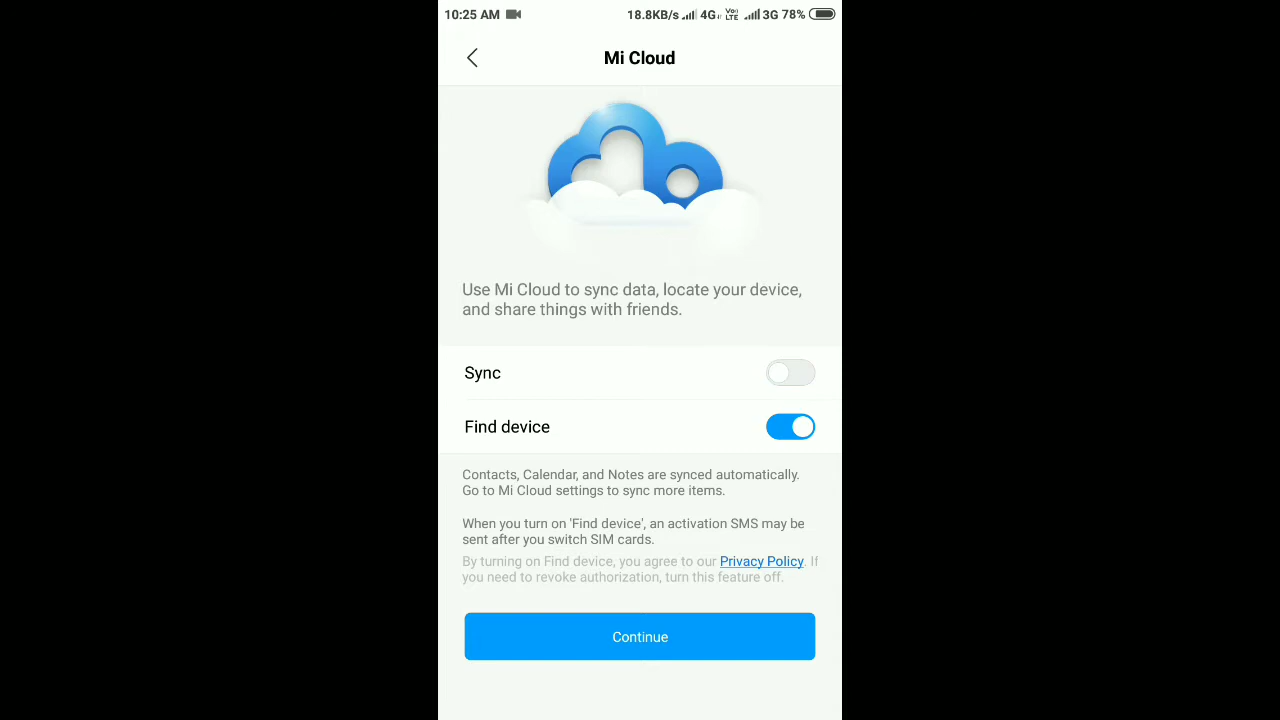 10:25 AM 18.8KB/s 4G Vo) LTE 3G 78%
Mi Cloud
Use Mi Cloud to sync data, locate your device,
and share things with friends.
Sync
Find device
Contacts, Calendar, and Notes are synced automatically.
Go to Mi Cloud settings to sync more items.
When you turn on 'Find device', an activation SMS may be
sent after you switch SIM cards.
By turning on Find device, you agree to our Privacy Policy. If
you need to revoke authorization, turn this feature off.
Continue